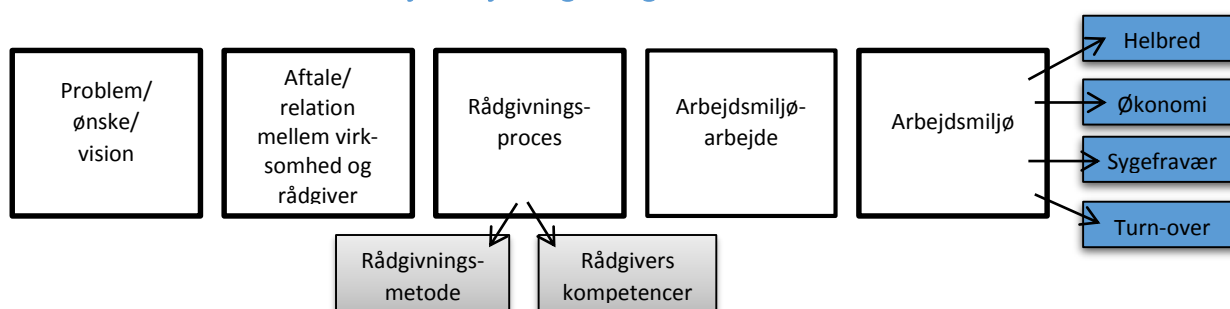 Problem/
ønske/
vision
Aftale/
relation
mellem virk-
somhed og
rådgiver
Rådgivnings-
proces
Arbejdsmiljø-
arbejde
Arbejdsmiljø
Helbred
Økonomi
Sygefravær
Turn-over
Rådgivnings-
metode
Rådgivers
kompetencer